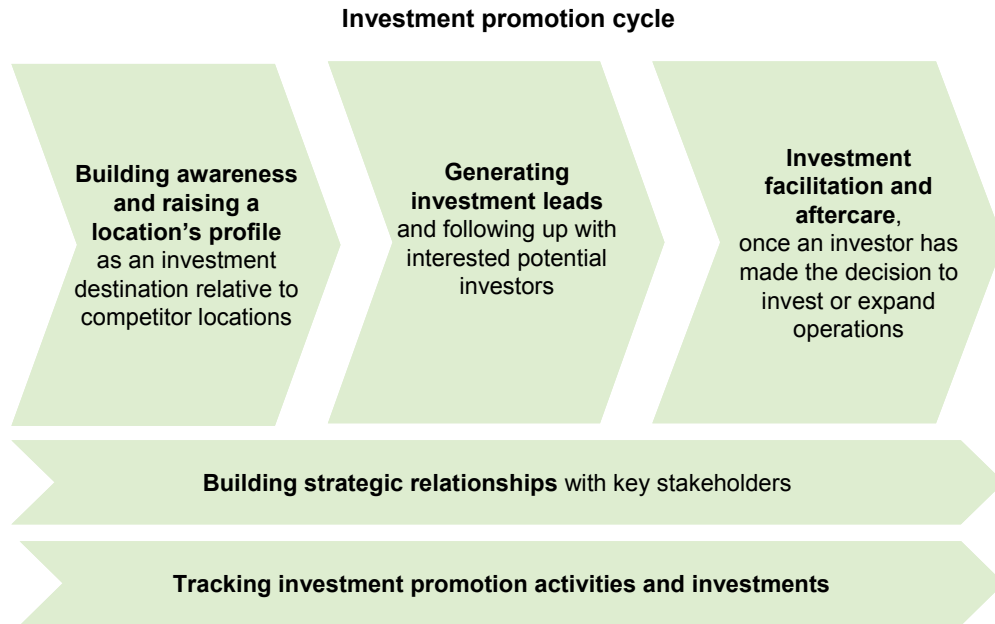 Investment promotion cycle
Building awareness
and raising a
location’s profile
as an investment
destination relative to
competitor locations
Generating
investment leads
and following up with
interested potential
investors
Investment
facilitation and
aftercare,
once an investor has
made the decision to
invest or expand
operations
Building strategic relationships with key stakeholders
Tracking investment promotion activities and investments